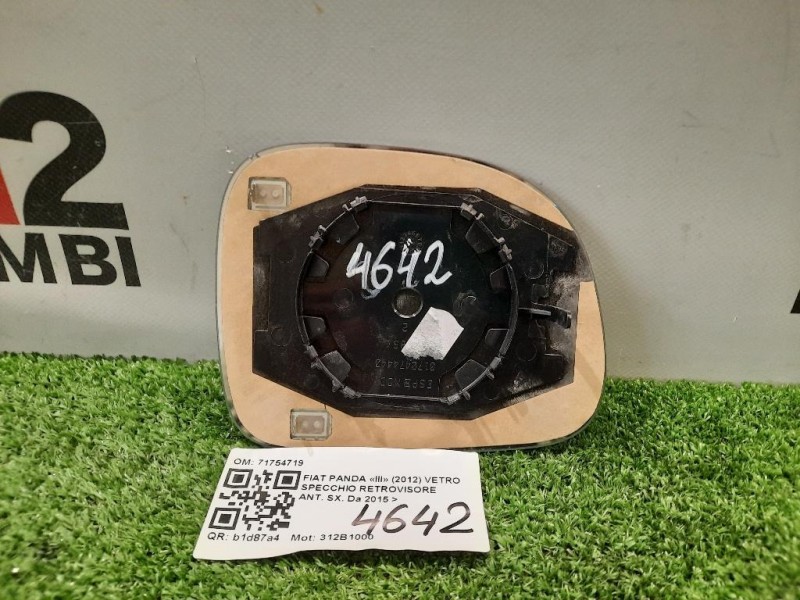 A2
MBI
4642
OM: 71754719
FIAT PANDA «III» (2012) VETRO
SPECCHIO RETROVISORE
ANT. SX. Da 2015 >
4642
QR: b1d87a4 Mot: 312B1000